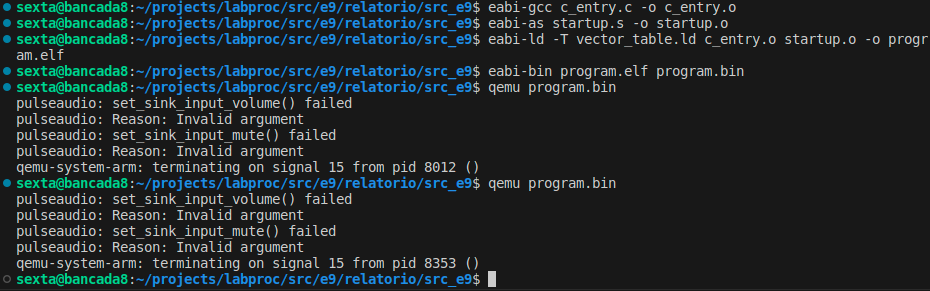 sexta@bancada8:~/projects/labproc/src/e9/relatorio/src_e9$ eabi-gcc c_entry.c -o c_entry.o
sexta@bancada8:~/projects/labproc/src/e9/relatorio/src_e9$ eabi-as startup.s -o startup.o
sexta@bancada8:~/projects/labproc/src/e9/relatorio/src_e9$ eabi-ld -T vector_table.ld c_entry.o startup.o -o progr
am.elf
sexta@bancada8:~/projects/labproc/src/e9/relatorio/src_e9$ eabi-bin program.elf program.bin
sexta@bancada8:~/projects/labproc/src/e9/relatorio/src_e9$ qemu program.bin
pulseaudio: set_sink_input_volume() failed
pulseaudio: Reason: Invalid argument
pulseaudio: set_sink_input_mute() failed
pulseaudio: Reason: Invalid argument
qemu-system-arm: terminating on signal 15 from pid 8012 ()
sexta@bancada8:~/projects/labproc/src/e9/relatorio/src_e9$ qemu program.bin
pulseaudio: set_sink_input_volume() failed
pulseaudio: Reason: Invalid argument
pulseaudio: set_sink_input_mute() failed
pulseaudio: Reason: Invalid argument
qemu-system-arm: terminating on signal 15 from pid 8353 ()
sexta@bancada8:~/projects/labproc/src/e9/relatorio/src_e9$